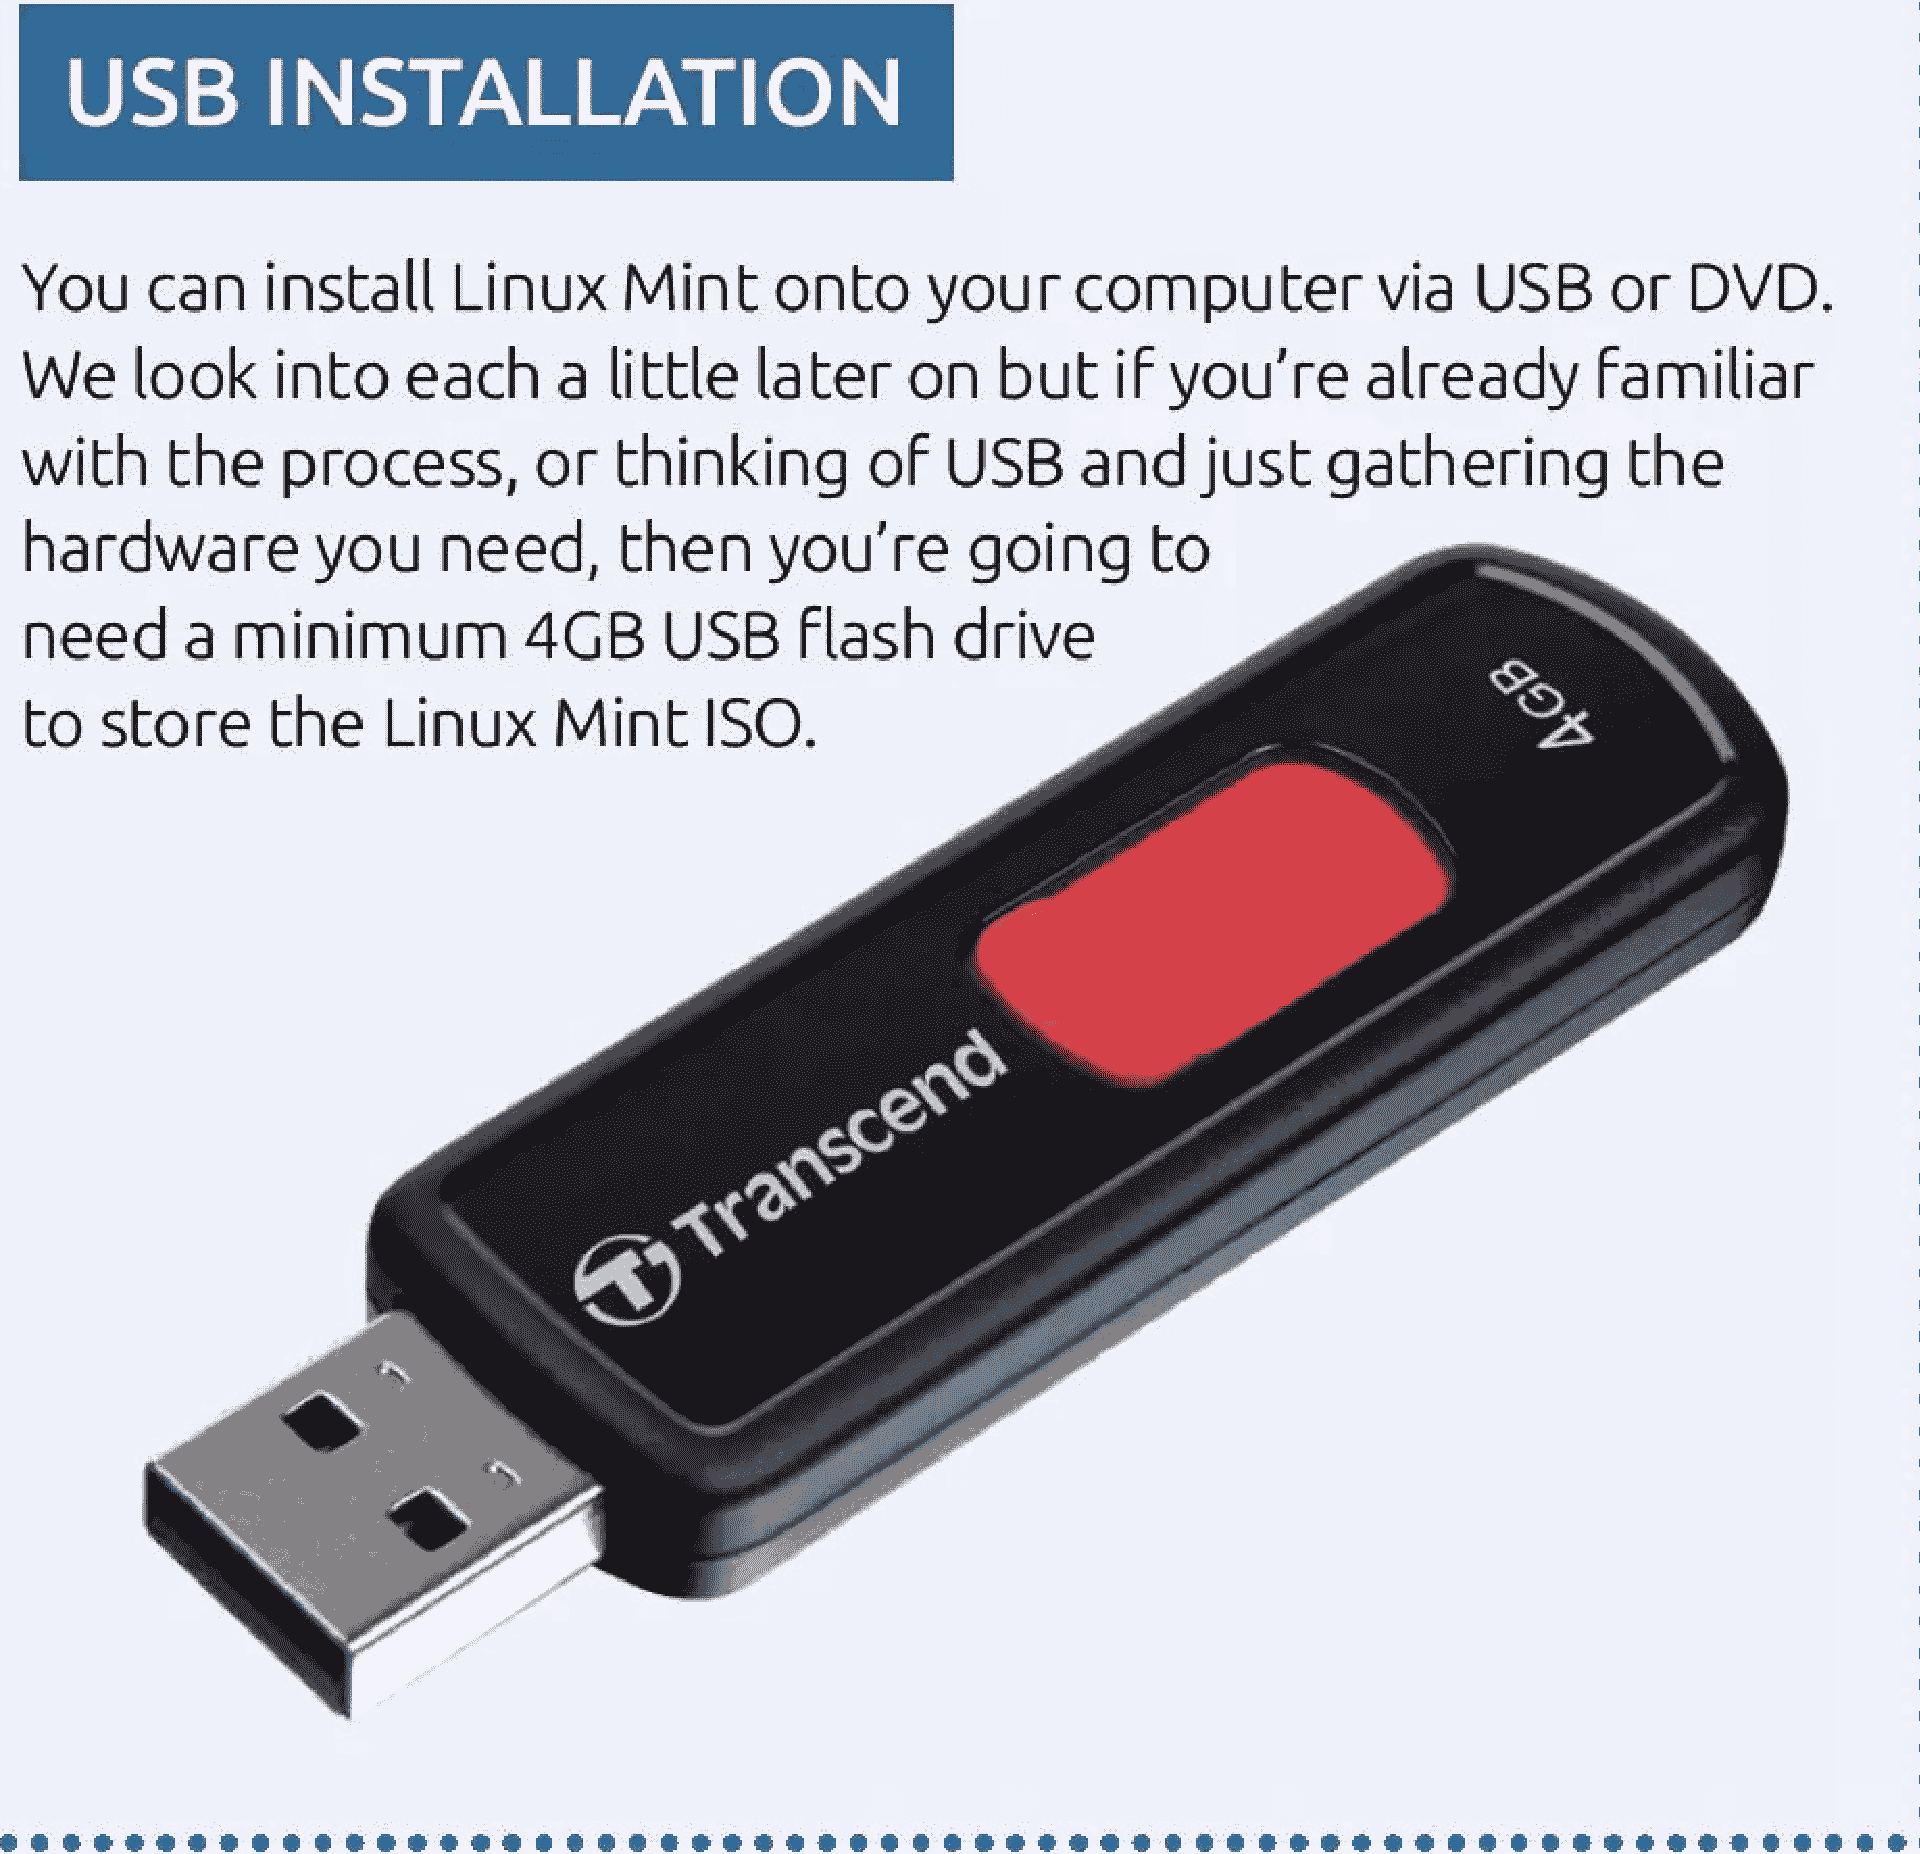 USB INSTALLATION
You can install Linux Mint onto your computer via USB or DVD.
We look into each a little later on but if you’re already familiar
with the process, or thinking of USB and just gathering the
hardware you need, then you’re going to
need a minimum 4GB USB flash drive
to store the Linux Mint ISO.
4GB
Transcend